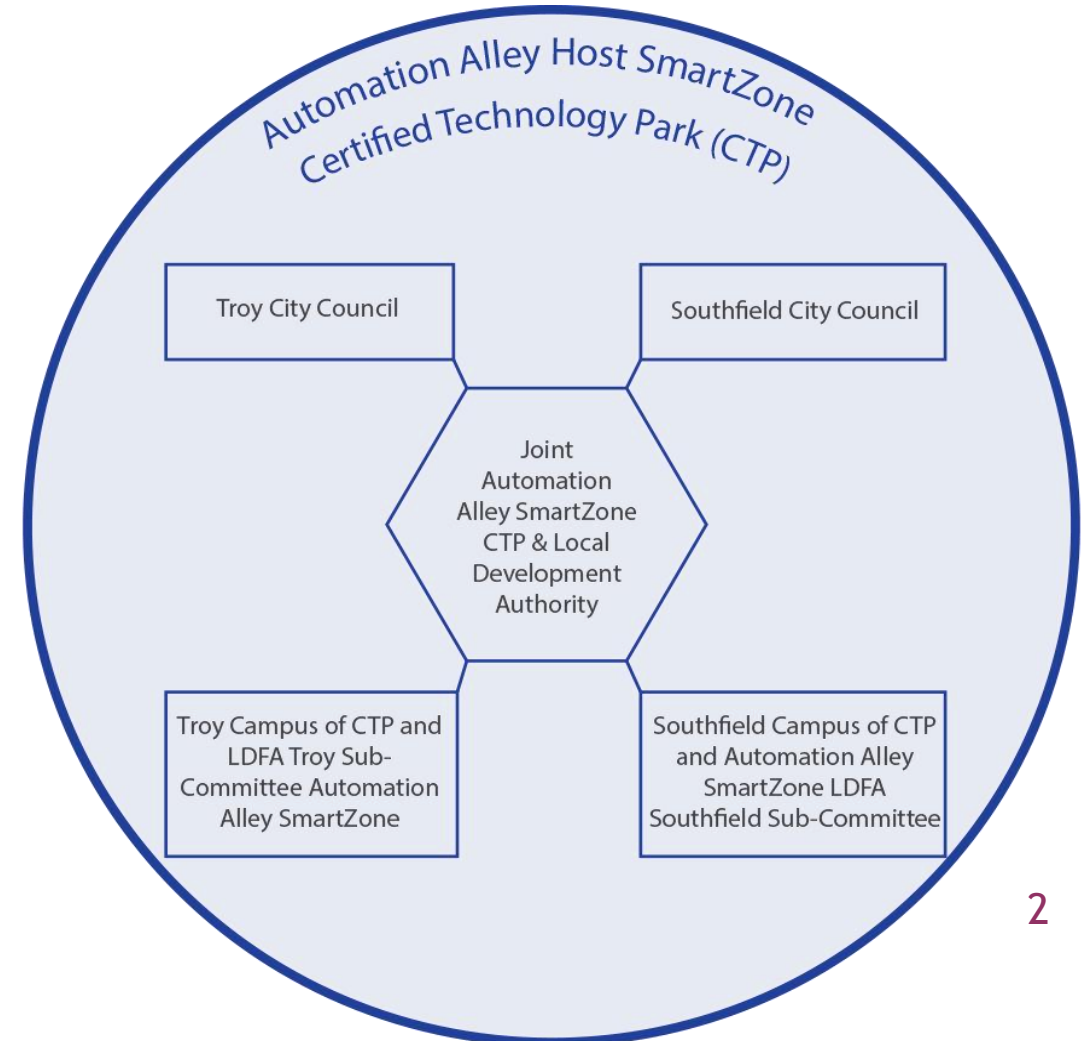 Automation Alley Host SmartZone
Certified Technology Park (CTP)
Troy City Council
Southfield City Council
Joint
Automation
Alley SmartZone
CTP & Local
Development
Authority
Troy Campus of CTP and
LDFA Troy Sub-
Committee Automation
Alley SmartZone
Southfield Campus of CTP
and Automation Alley
SmartZone LDFA
Southfield Sub-Committee
2